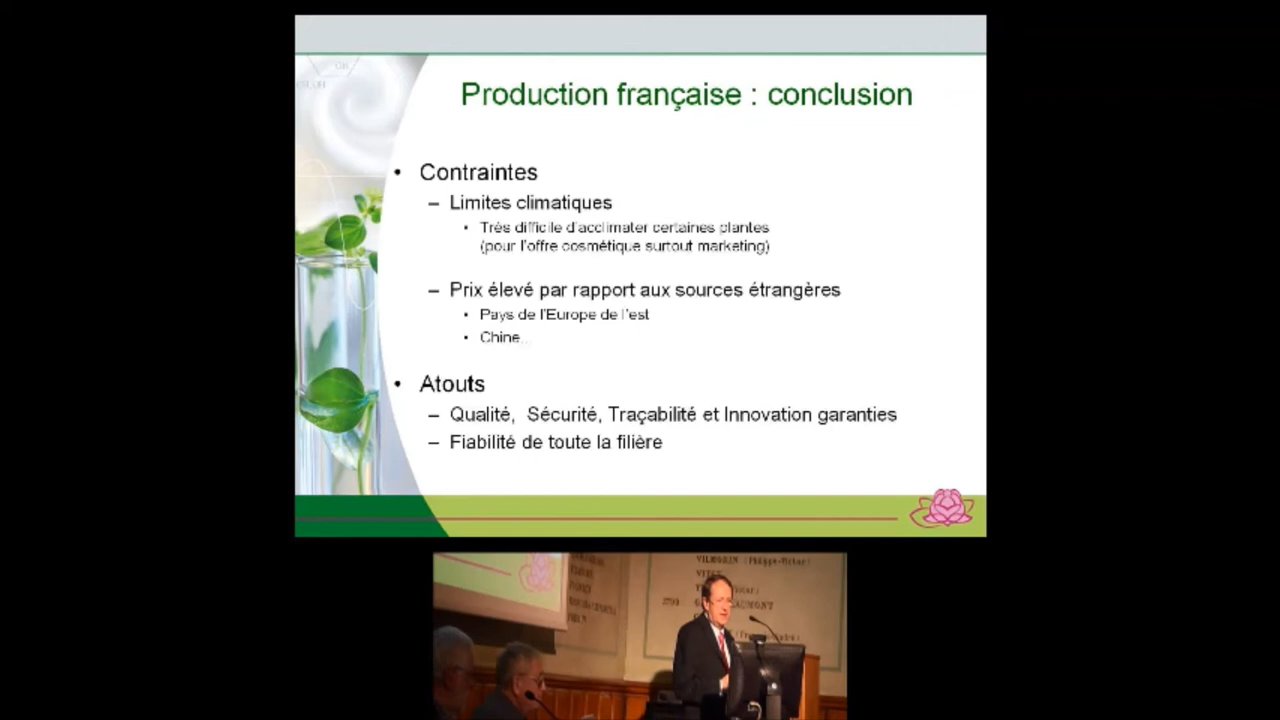 Production française : conclusion
• Contraintes
– Limites climatiques
• Très difficile d'acclimater certaines plantes
(pour l'offre cosmétique surtout marketing)
– Prix élevé par rapport aux sources étrangères
• Pays de l'Europe de l'est
• Chine...
• Atouts
– Qualité, Sécurité, Traçabilité et Innovation garanties
– Fiabilité de toute la filière
VILMORIN (Philippe-Victor)